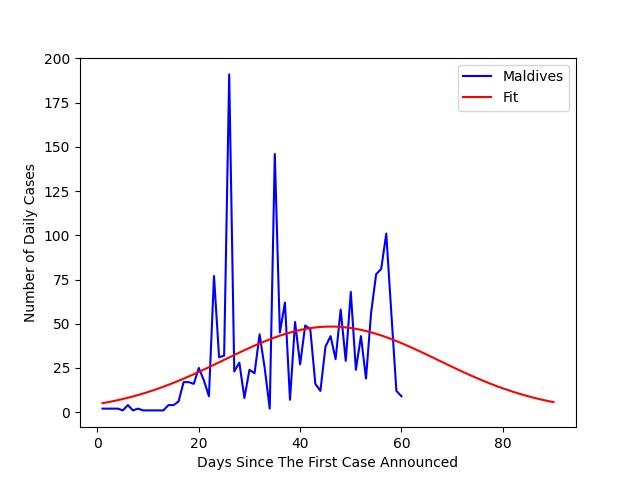 200
175
150
125
100
75
50
25
0
Number of Daily Cases
Maldives
Fit
0 20 40 60 80
Days Since The First Case Announced